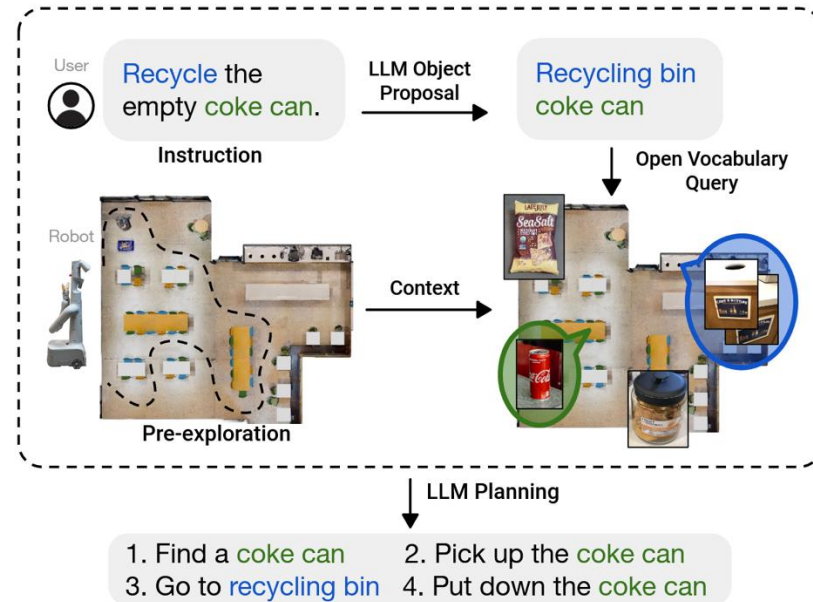 User
Recycle the
empty coke can.
Instruction
LLM Object
Proposal
Recycling bin
coke can
Open Vocabulary
Query
Robot
Pre-exploration
Context
SeaSalt
LLM Planning
1. Find a coke can
2. Pick up the coke can
3. Go to recycling bin
4. Put down the coke can